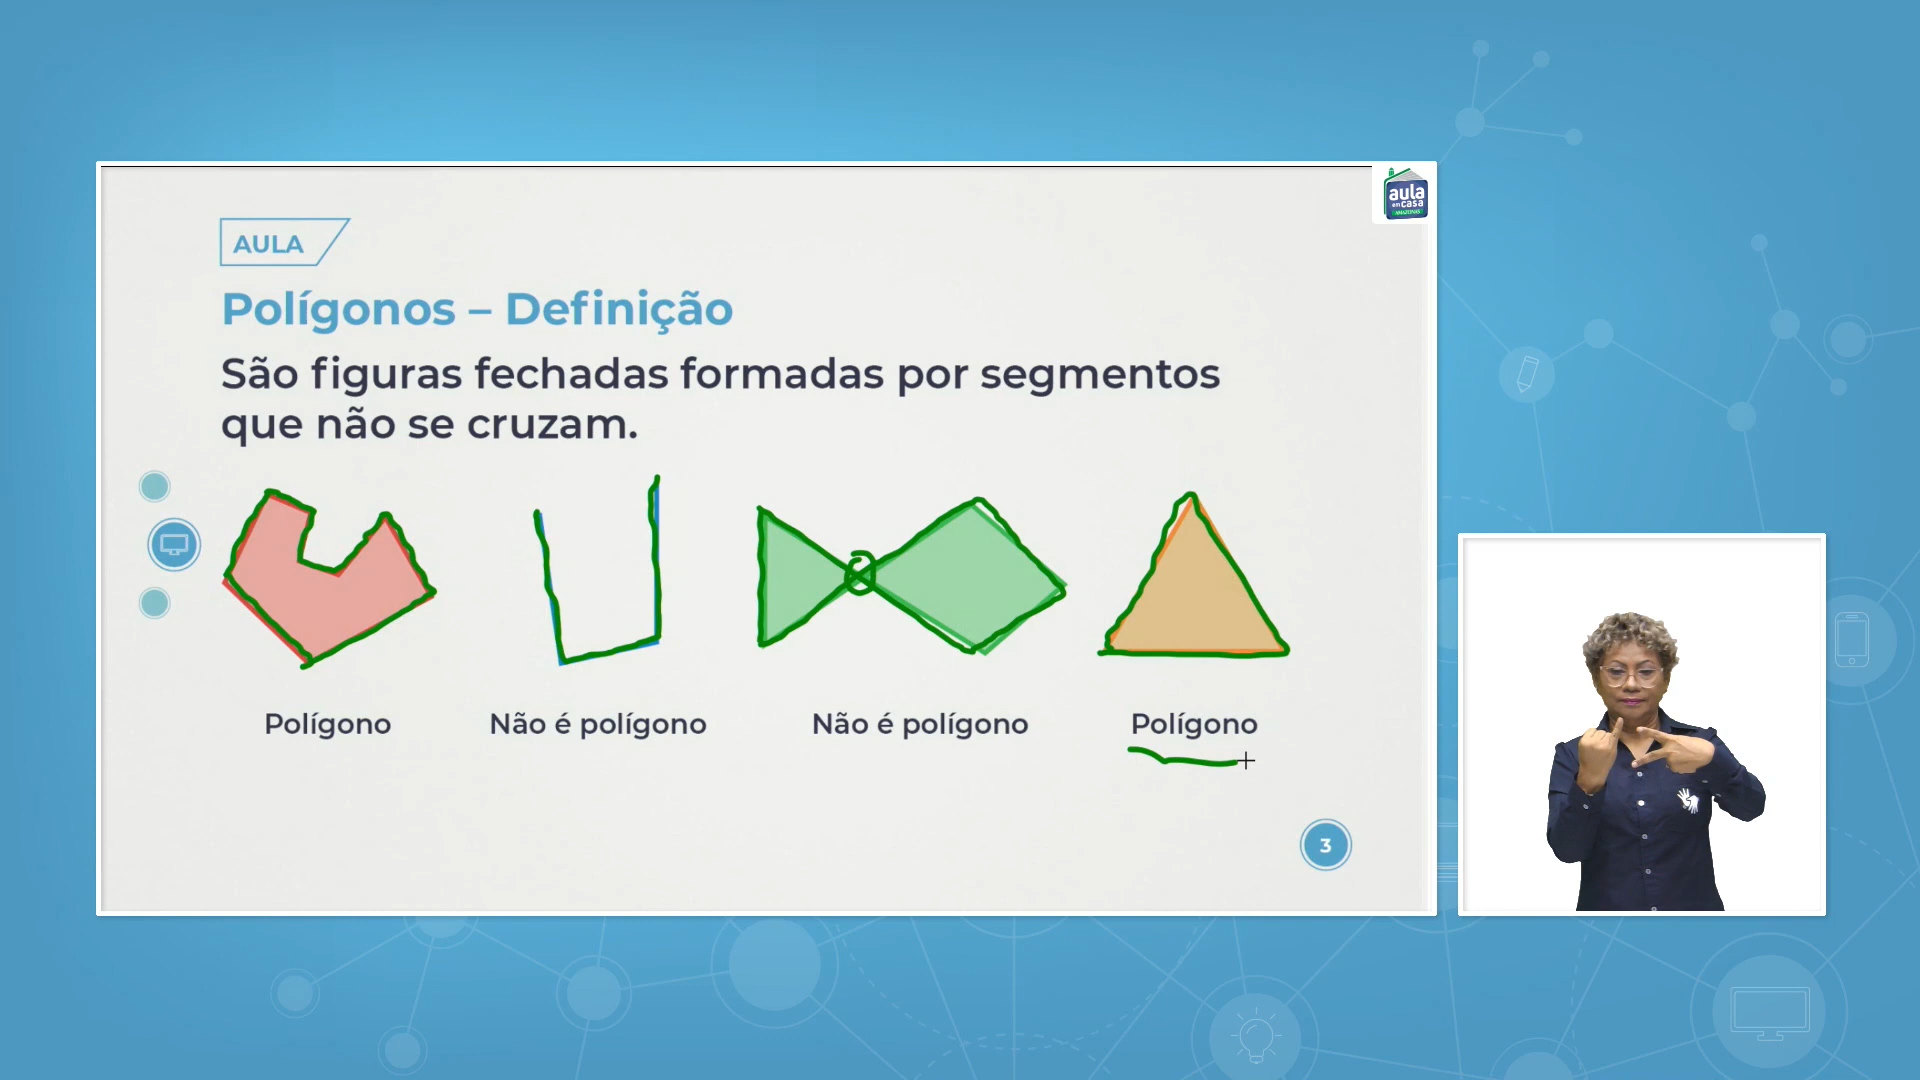 aula
em casa
AMAZONAS
AULA
Polígonos – Definição
São figuras fechadas formadas por segmentos
que não se cruzam.
Polígono
Não é polígono
Não é polígono
Polígono
3